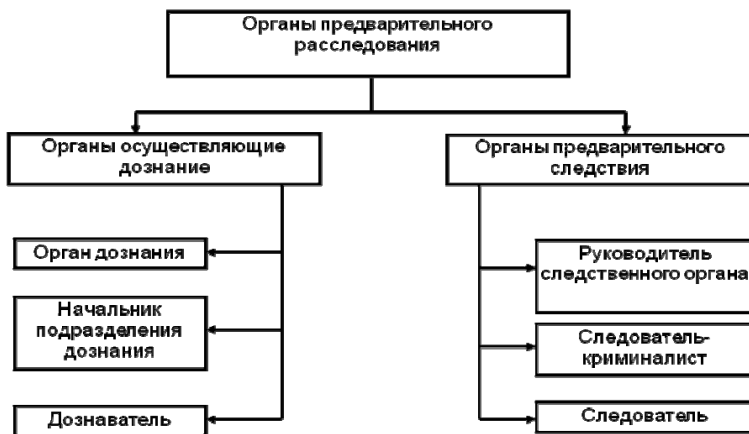 Органы предварительного
расследования
Органы осуществляющие
дознание
Органы предварительного
следствия
Орган дознания
Начальник
подразделения
дознания
Дознаватель
Руководитель
следственного органа
Следователь-
криминалист
Следователь